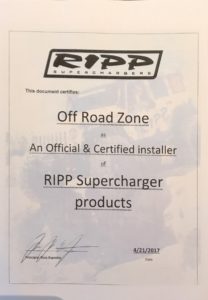 RIPP
SUPERCHARGERS
This document certifies:
Off Road Zone
as
An Official & Certified installer
of
RIPP Supercharger
products
4/21/2017
Date